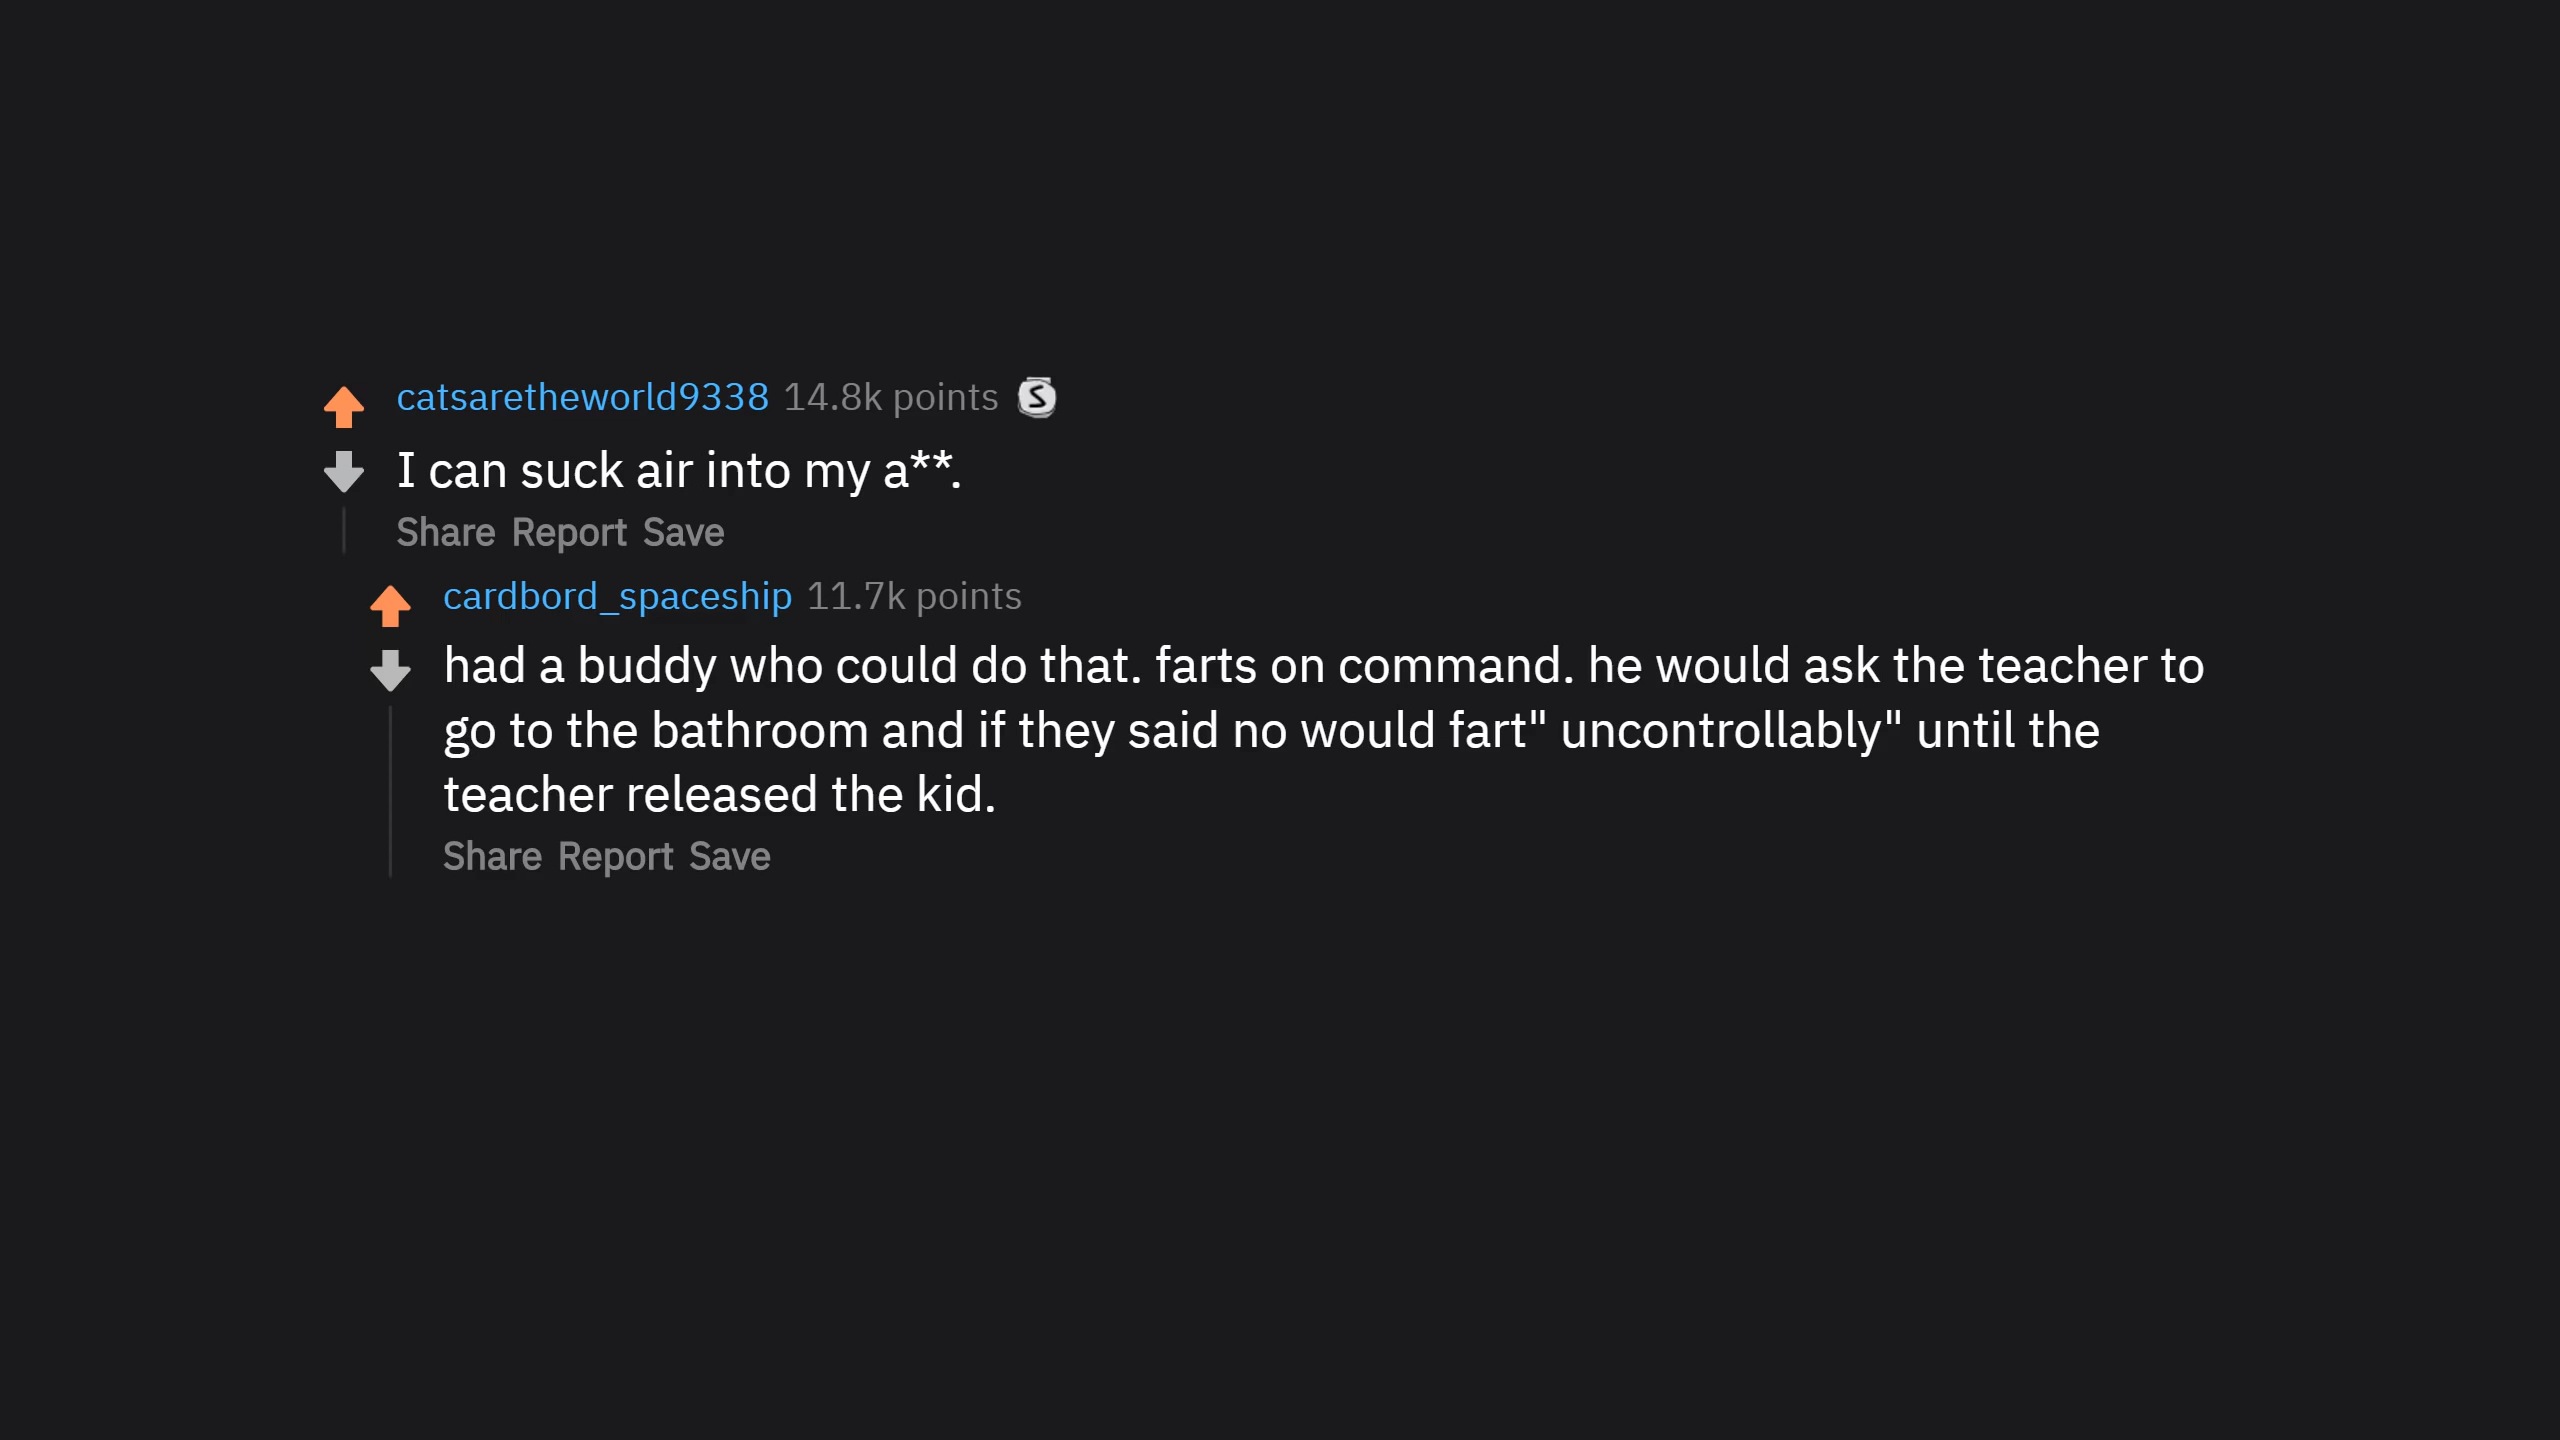 catsaretheworld9338 14.8k points S
I can suck air into my a**.
Share Report Save
cardbord_spaceship 11.7k points
had a buddy who could do that. farts on command. he would ask the teacher to
go to the bathroom and if they said no would fart" uncontrollably" until the
teacher released the kid.
Share Report Save